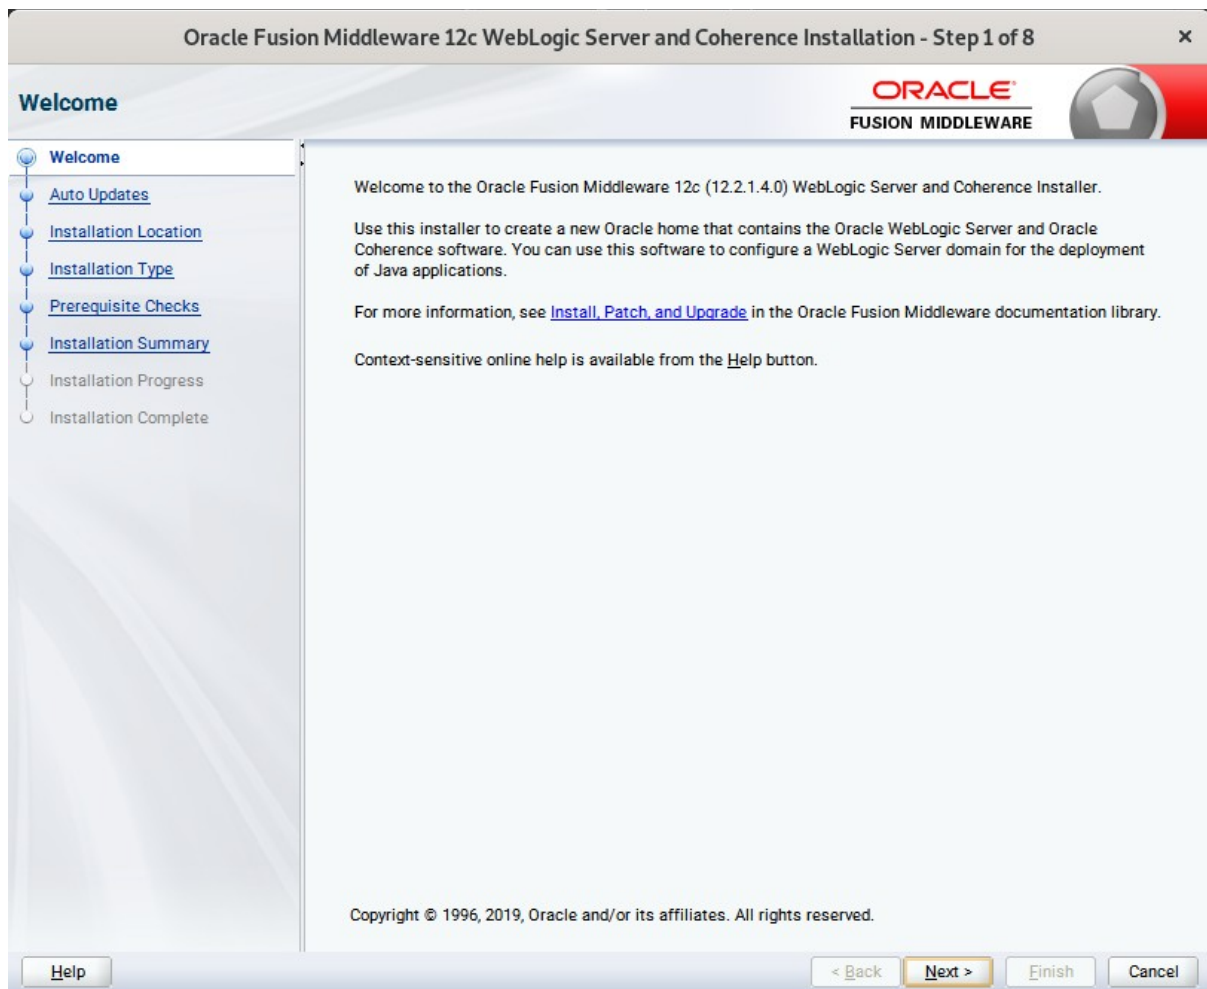 Oracle Fusion Middleware 12c WebLogic Server and Coherence Installation - Step 1 of 8
Welcome
ORACLE
FUSION MIDDLEWARE
Welcome
Auto Updates
Installation Location
Installation Type
Prerequisite Checks
Installation Summary
Installation Progress
Installation Complete
Welcome to the Oracle Fusion Middleware 12c (12.2.1.4.0) WebLogic Server and Coherence Installer.
Use this installer to create a new Oracle home that contains the Oracle WebLogic Server and Oracle
Coherence software. You can use this software to configure a WebLogic Server domain for the deployment
of Java applications.
For more information, see Install, Patch, and Upgrade in the Oracle Fusion Middleware documentation library.
Context-sensitive online help is available from the Help button.
Copyright © 1996, 2019, Oracle and/or its affiliates. All rights reserved.
Help
< Back
Next >
Finish
Cancel